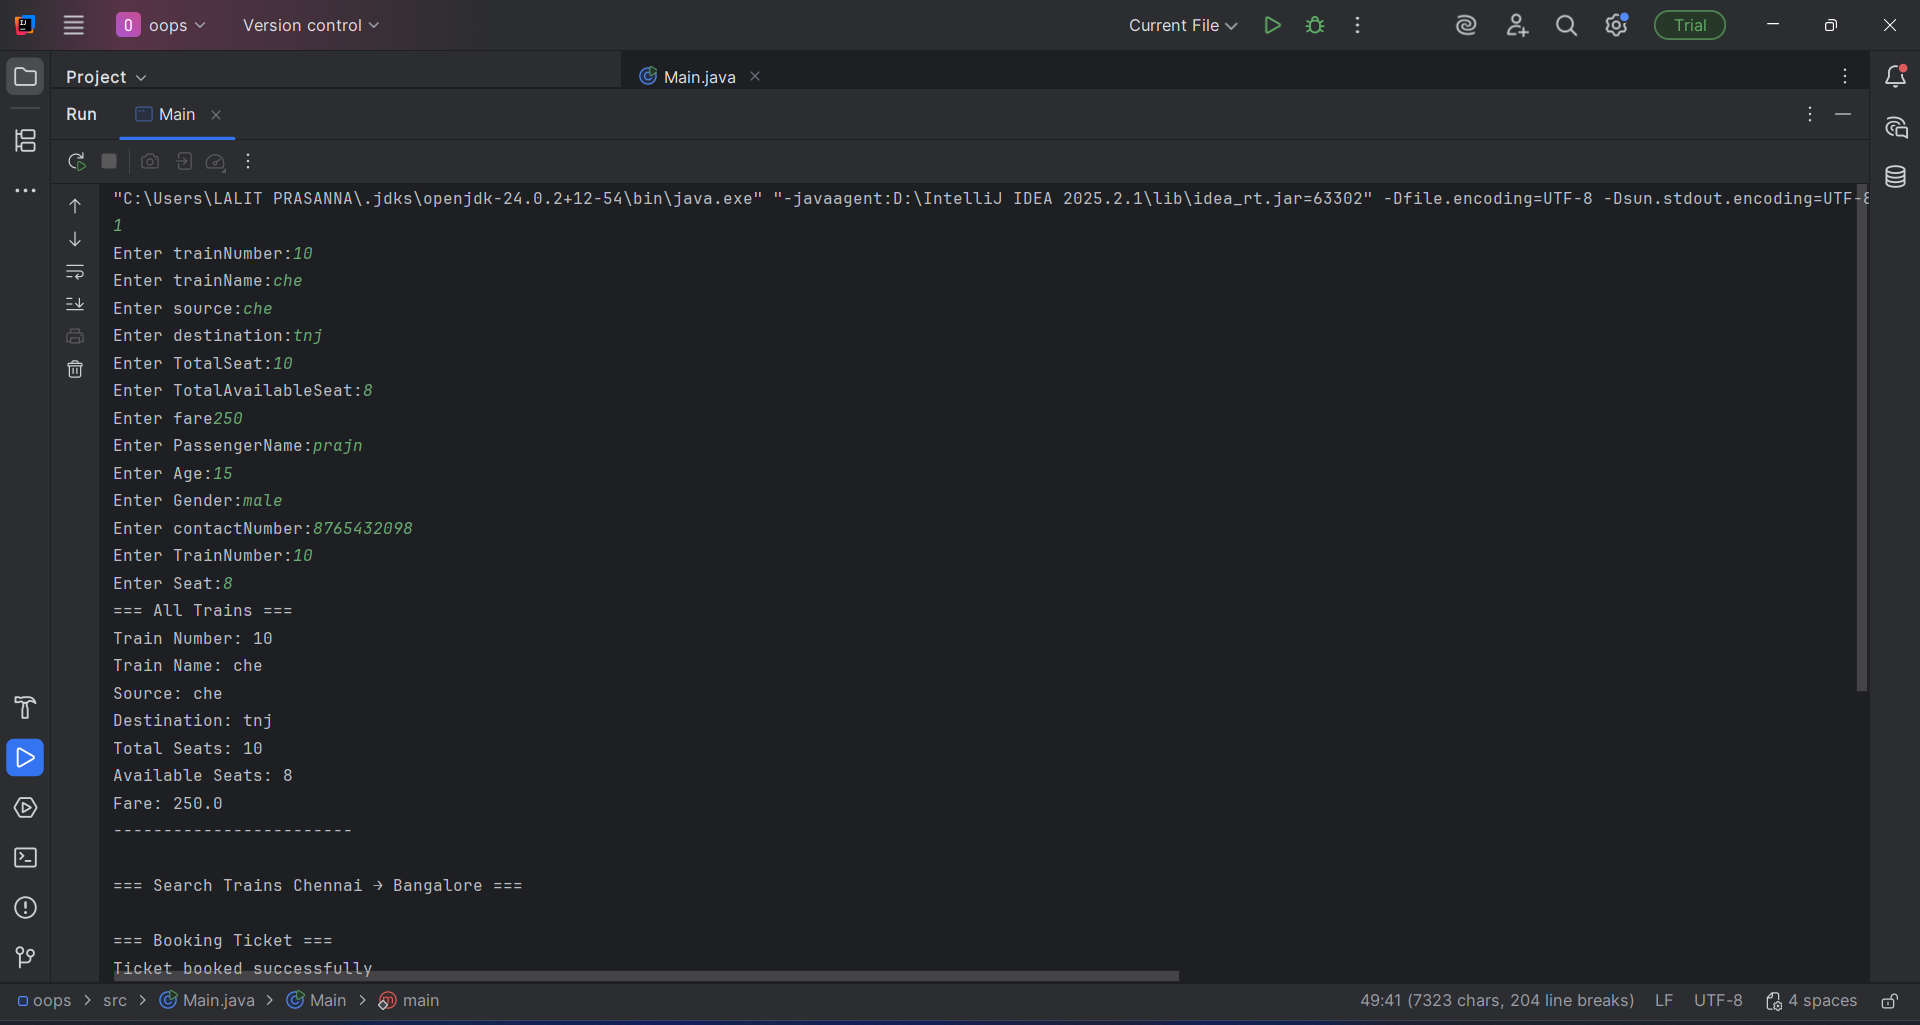 oops
Version control
Current File
Trial
Project
Main.java
Run
Main
"C:\Users\LALIT PRASANNA\.jdks\openjdk-24.0.2+12-54\bin\java.exe" "-javaagent:D:\IntelliJ IDEA 2025.2.1\lib\idea_rt.jar=63302" -Dfile.encoding=UTF-8 -Dsun.stdout.encoding=UTF-8
1
Enter trainNumber:10
Enter trainName:che
Enter source:che
Enter destination:tnj
Enter TotalSeat:10
Enter TotalAvailableSeat:8
Enter fare250
Enter PassengerName:prajn
Enter Age:15
Enter Gender:male
Enter contactNumber:8765432098
Enter TrainNumber:10
Enter Seat:8
=== All Trains ===
Train Number: 10
Train Name: che
Source: che
Destination: tnj
Total Seats: 10
Available Seats: 8
Fare: 250.0
------------------------
=== Search Trains Chennai → Bangalore ===
=== Booking Ticket ===
Ticket booked successfully
oops > src > Main.java > Main > main
49:41 (7323 chars, 204 line breaks) LF UTF-8 4 spaces